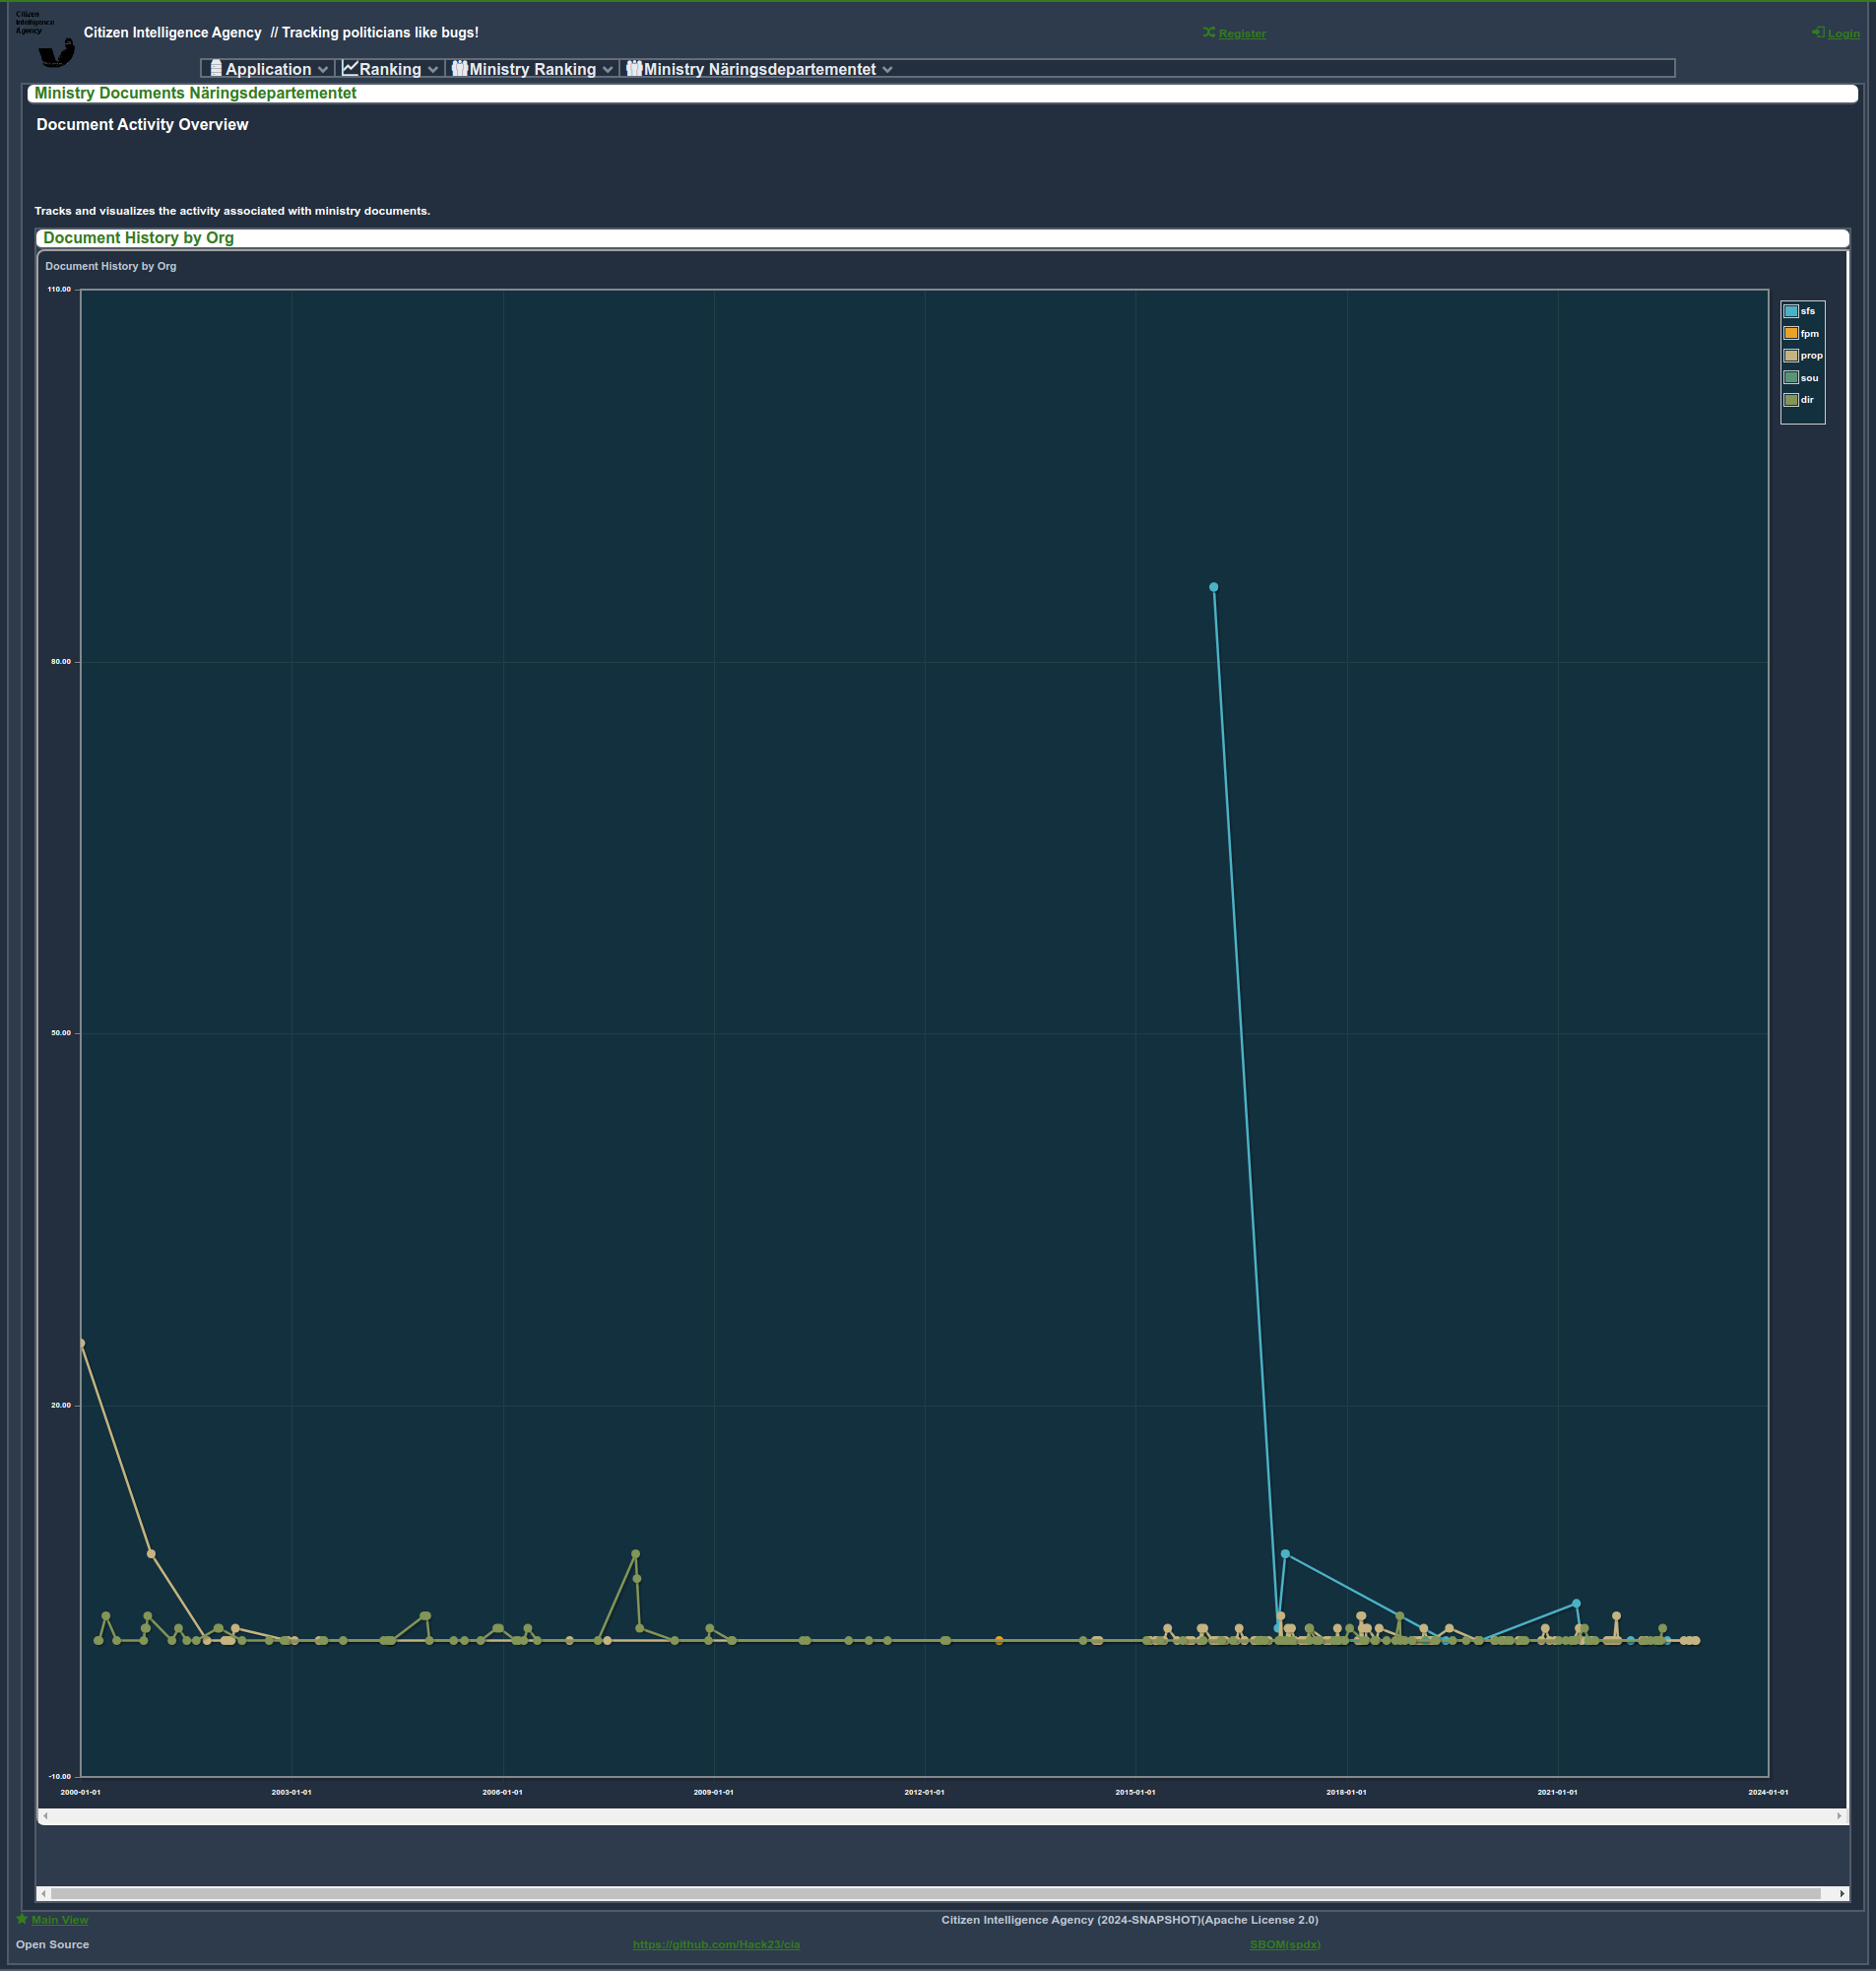 Citizen
Intelligence
Agency
Citizen Intelligence Agency // Tracking politicians like bugs!
Register
Login
Application
Ranking
Ministry Ranking
Ministry Näringsdepartementet
Ministry Documents Näringsdepartementet
Document Activity Overview
Tracks and visualizes the activity associated with ministry documents.
Document History by Org
Document History by Org
110.00
80.00
50.00
20.00
-10.00
sfs
fpm
prop
sou
dir
2000-01-01
2003-01-01
2006-01-01
2009-01-01
2012-01-01
2015-01-01
2018-01-01
2021-01-01
2024-01-01
Main View
Citizen Intelligence Agency (2024-SNAPSHOT)(Apache License 2.0)
Open Source
https://github.com/Hack23/cia
SBOM(spdx)